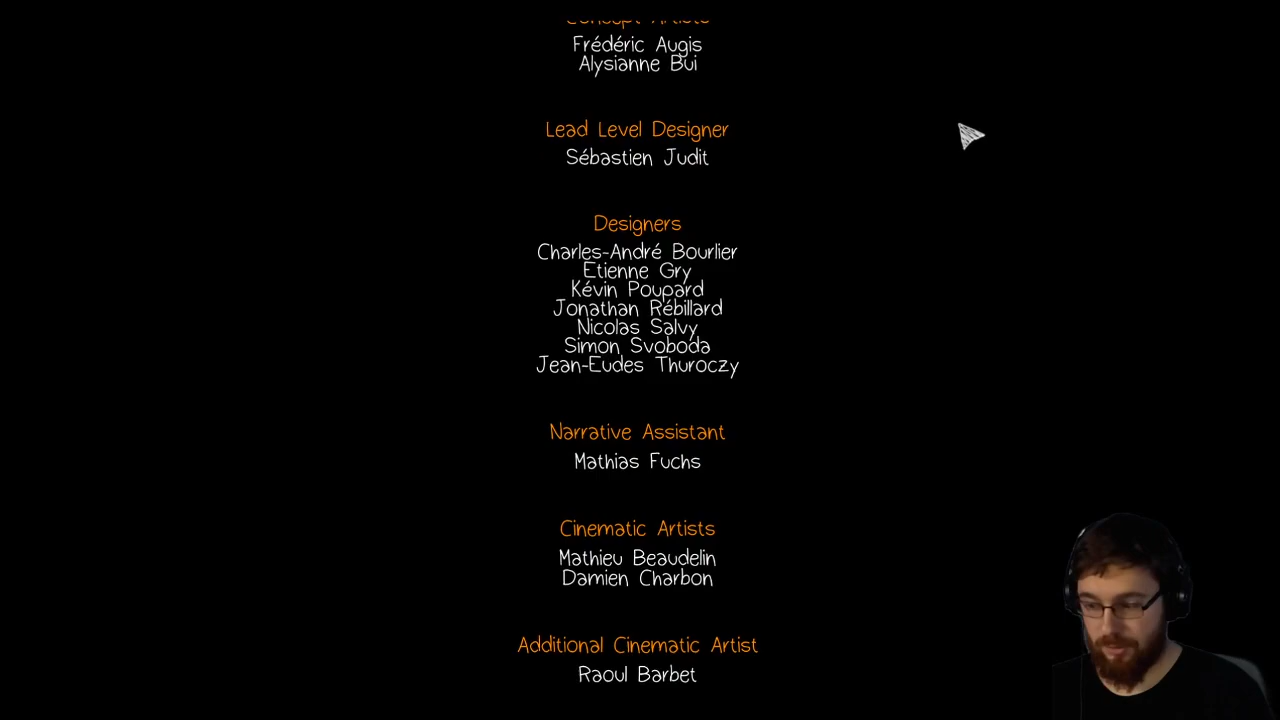 Concept Artists
Frédéric Augis
Alysianne Bui
Lead Level Designer
Sébastien Judit
Designers
Charles-André Bourlier
Etienne Gry
Kévin Poupard
Jonathan Rébillard
Nicolas Salvy
Simon Svoboda
Jean-Eudes Thuroczy
Narrative Assistant
Mathias Fuchs
Cinematic Artists
Mathieu Beaudelin
Damien Charbon
Additional Cinematic Artist
Raoul Barbet